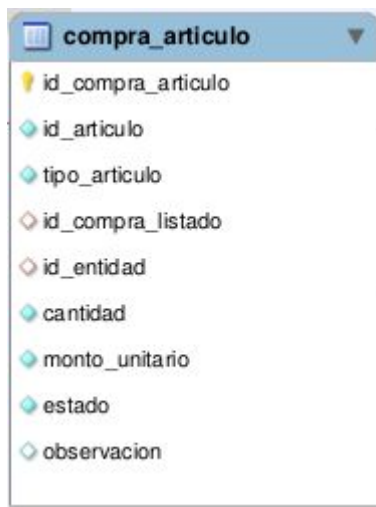 compra_articulo
id_compra_articulo
id_articulo
tipo_articulo
id_compra_listado
id_entidad
cantidad
monto_unitario
estado
observacion